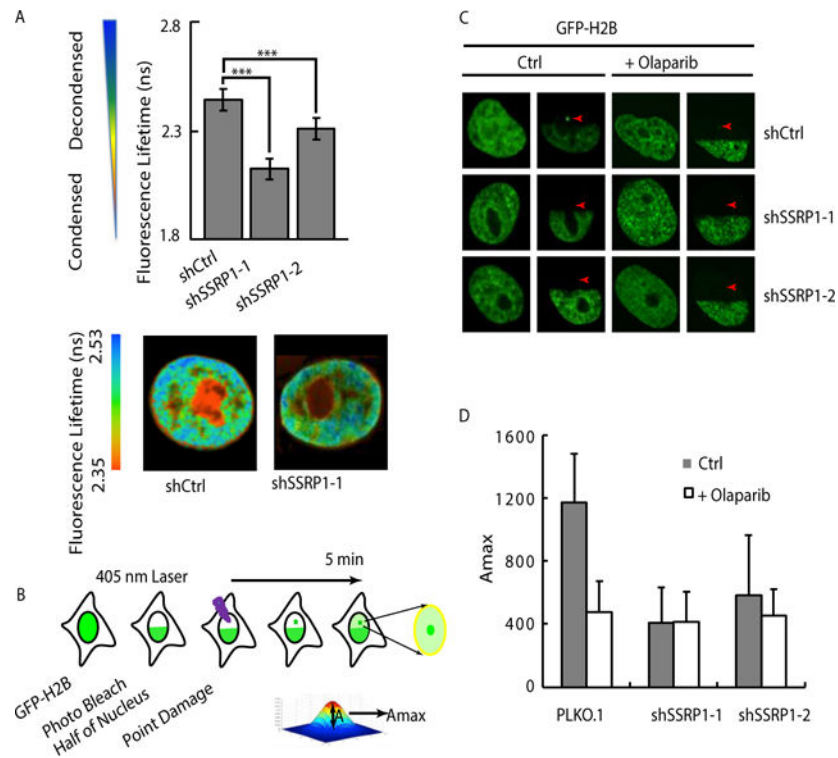 A
Decondensed
Condensed
Fluorescence Lifetime (ns)
2.7
2.3
1.8
***
***
shCtrl
shSSRP1-1
shSSRP1-2
Fluorescence Lifetime (ns)
2.53
2.35
shCtrl
shSSRP1-1
B
405 nm Laser
5 min
GFP-H2B
Photo Bleach
Half of Nucleus
Point Damage
A
Amax
C
GFP-H2B
Ctrl
+ Olaparib
shCtrl
shSSRP1-1
shSSRP1-2
D
Amax
1600
1200
800
400
0
Ctrl
+ Olaparib
PLKO.1
shSSRP1-1
shSSRP1-2